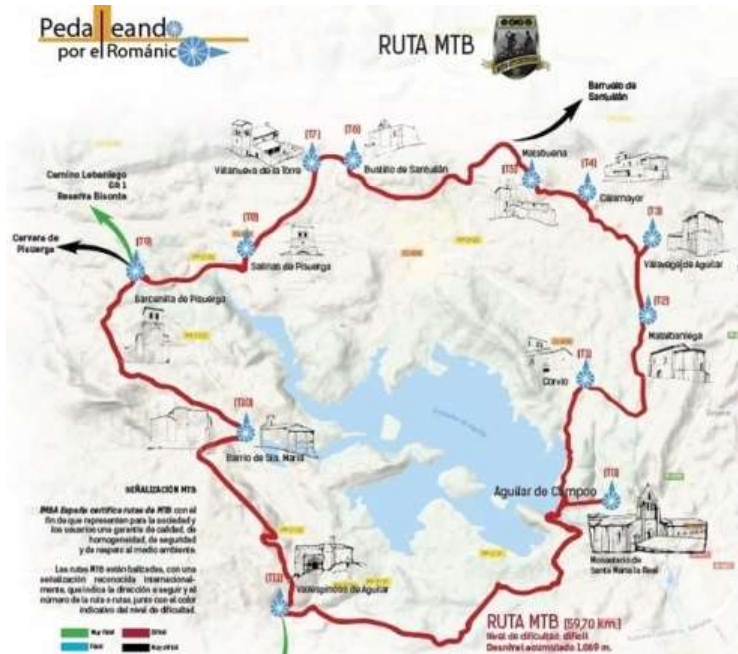 Pedaleando
por el Románico
RUTA MTB
Barruelo de
Santullán
[T7]
[T6]
Villanueva de la Torre
Bustillo de Santullán
Matabuena
[T5]
[T4]
Camino Lebaniego
GR 1
Reserva Bisonte
Cervera de
Pisuerga
[T9]
[T8]
Salinas de Pisuerga
[T3]
[T2]
Barcenilla de Pisuerga
Matalbaniega
[T1]
Corvio
[T10]
Barrio de Sta. María
Aguilar de Campoo
[T0]
Monasterio de
Santa María la Real
SEÑALIZACIÓN MTB
IMBA España certifica rutas de MTB con el
fin de que representen para la sociedad y
los usuarios una garantía de calidad, de
homogeneidad, de seguridad
y de respeto al medio ambiente.
Las rutas MTB están balizadas, con una
señalización reconocida internacional-
mente, que indica la dirección a seguir y el
número de la ruta o rutas, junto con el color
indicativo del nivel de dificultad.
Muy fácil
Difícil
Fácil
Muy difícil
Vallespinoso de Aguilar
RUTA MTB [59,70 km.]
Nivel de dificultad: difícil
Desnivel acumulado 1.069 m.